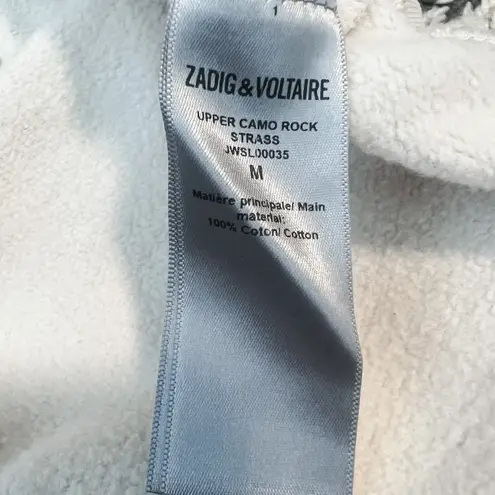 1
ZADIG&VOLTAIRE
UPPER CAMO ROCK
STRASS
JWSL00035
M
Matière principale/ Main
material:
100% Coton/ Cotton